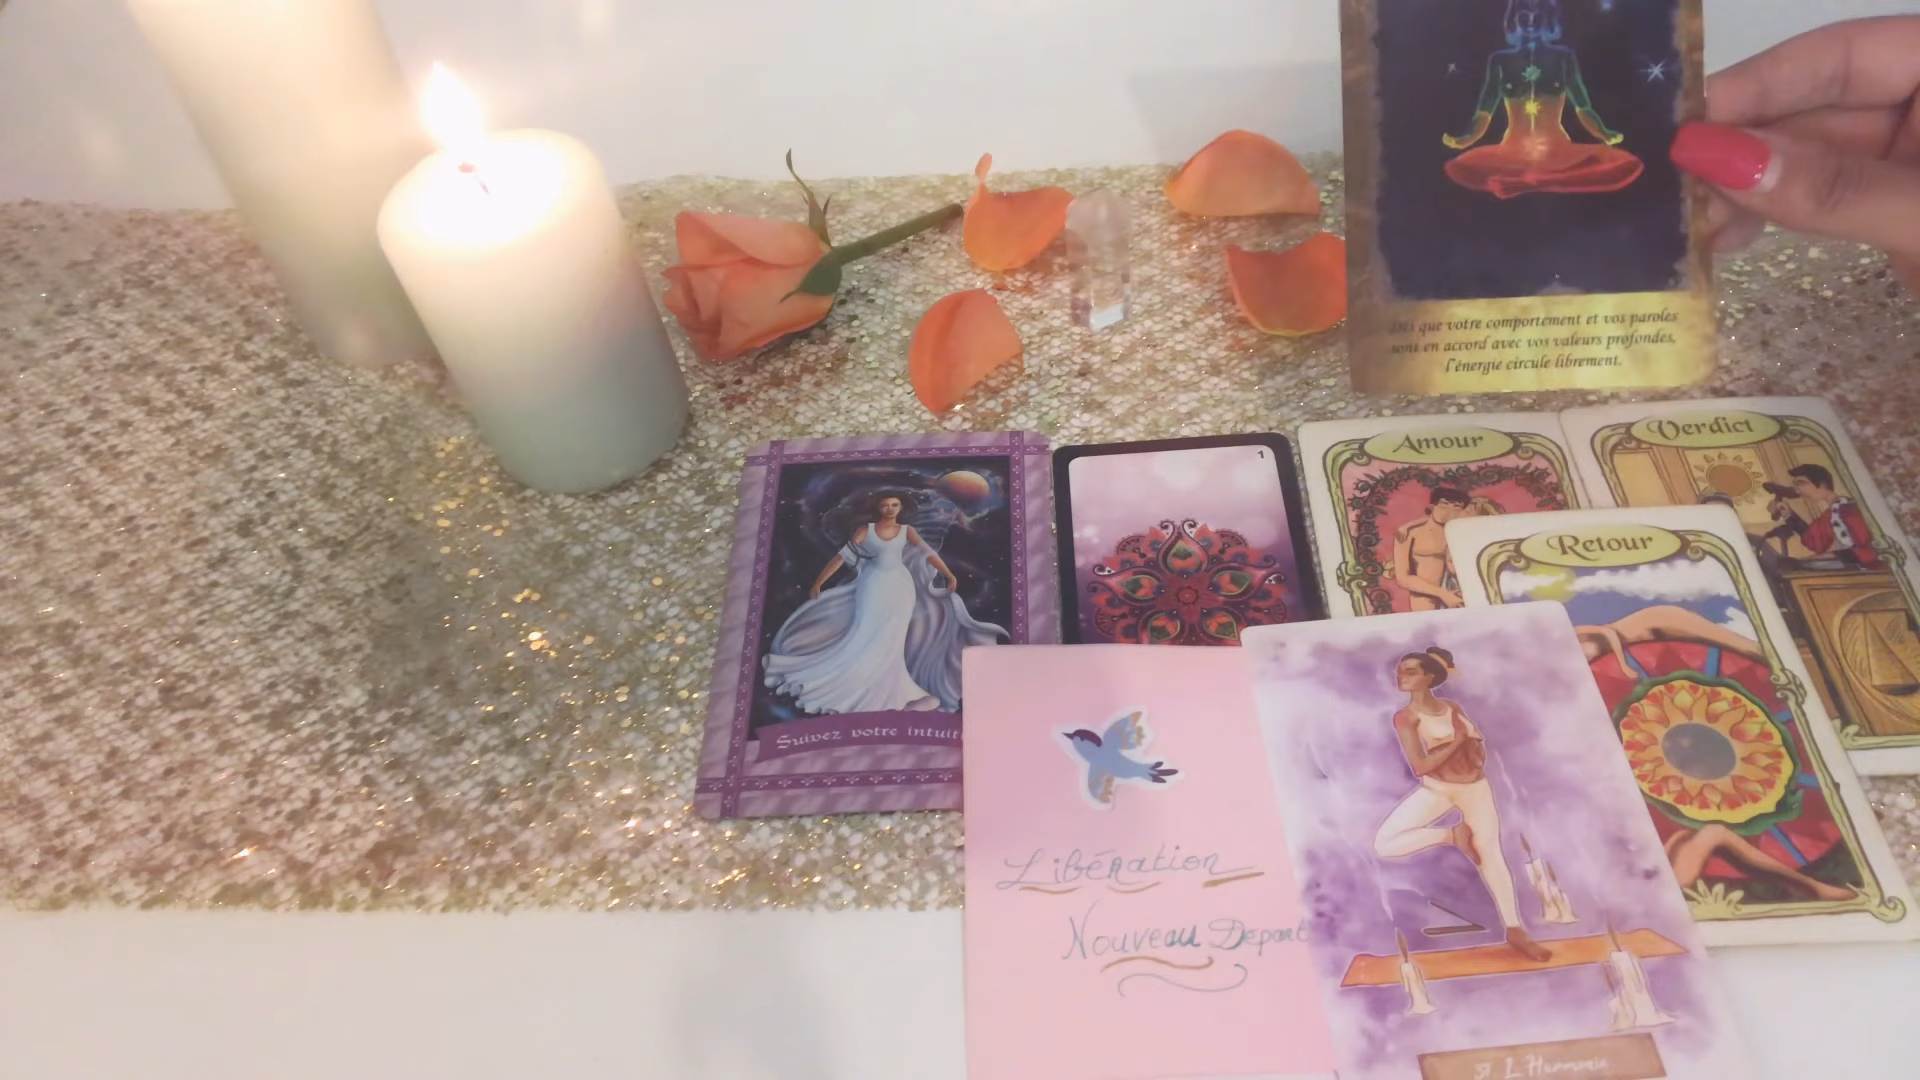 Dès que votre comportement et vos paroles
sont en accord avec vos valeurs profondes,
l'énergie circule librement.
1
Amour
Verdict
Retour
Suivez votre
Libération
Nouveau Départ
L'Harmonie